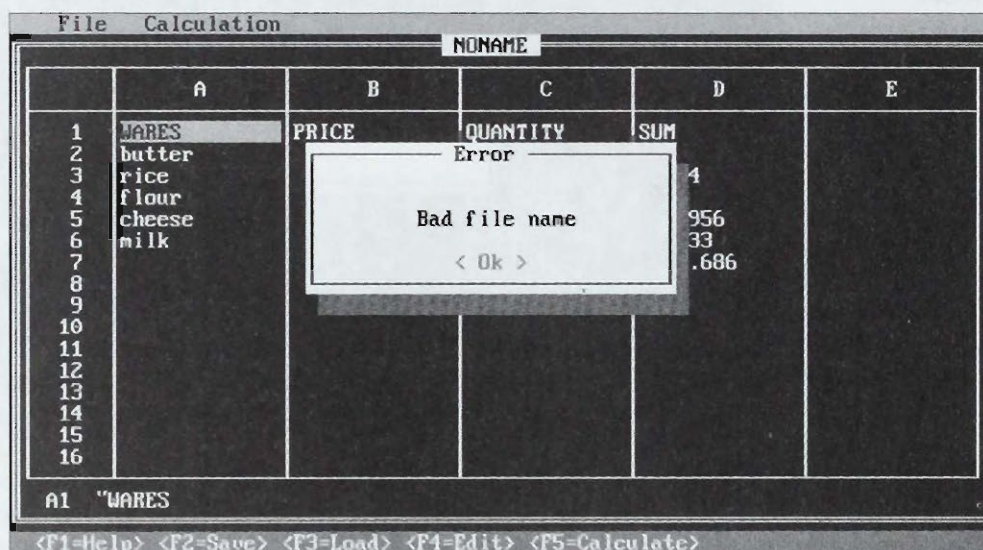 File Calculation
NONAME
A B C D E
1 WARES PRICE QUANTITY SUM
2 butter
Error
3 rice 4
4 flour
5 cheese Bad file name 956
6 milk 33
7 < Ok > .686
8
9
10
11
12
13
14
15
16
A1 "WARES
<F1=Help> <F2=Save> <F3=Load> <F4=Edit> <F5=Calculate>